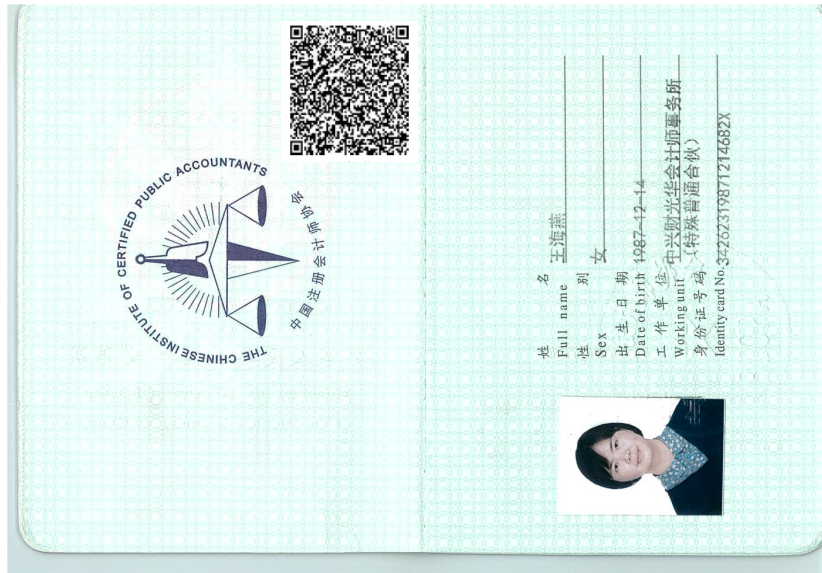 THE CHINESE INSTITUTE OF CERTIFIED PUBLIC ACCOUNTANTS
中国注册会计师协会
姓 名 王海燕
Full name
性 别 女
Sex
出 生 日 期 1987-12-14
Date of birth
工 作 单 位 中兴财光华会计师事务所
Working unit (特殊普通合伙)
身份证号码 342623198712146​82X
Identity card No.